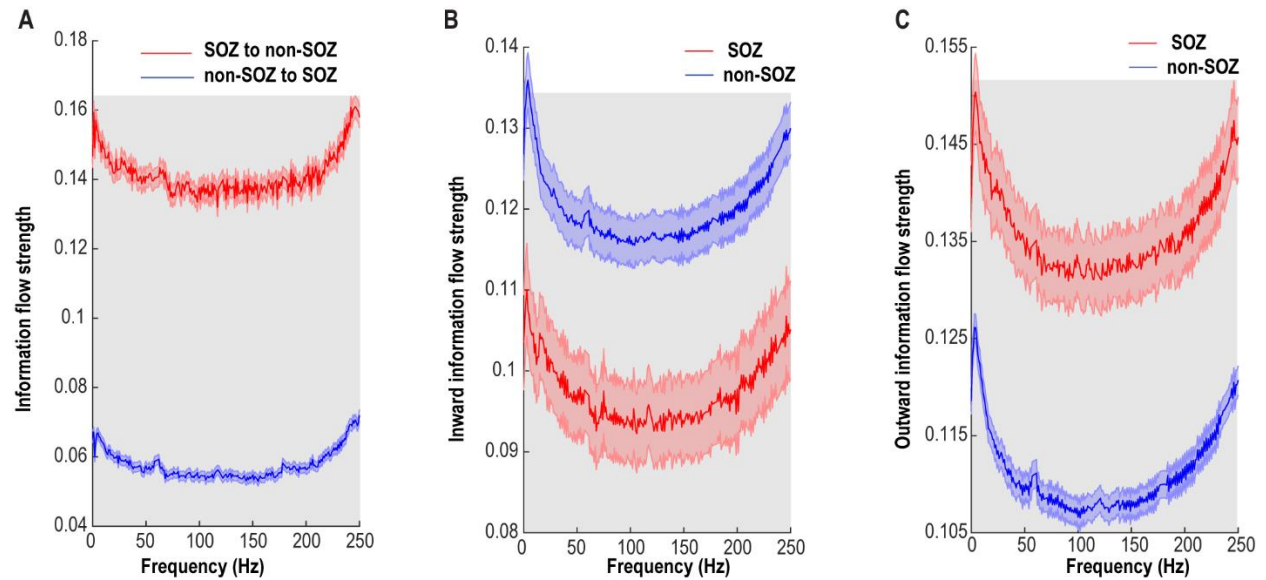 A
SOZ to non-SOZ
non-SOZ to SOZ
Information flow strength
0.18
0.16
0.14
0.12
0.1
0.08
0.06
0.04
0 50 100 150 200 250
Frequency (Hz)
B
SOZ
non-SOZ
Inward information flow strength
0.14
0.13
0.12
0.11
0.1
0.09
0.08
0 50 100 150 200 250
Frequency (Hz)
C
SOZ
non-SOZ
Outward information flow strength
0.155
0.145
0.135
0.125
0.115
0.105
0 50 100 150 200 250
Frequency (Hz)